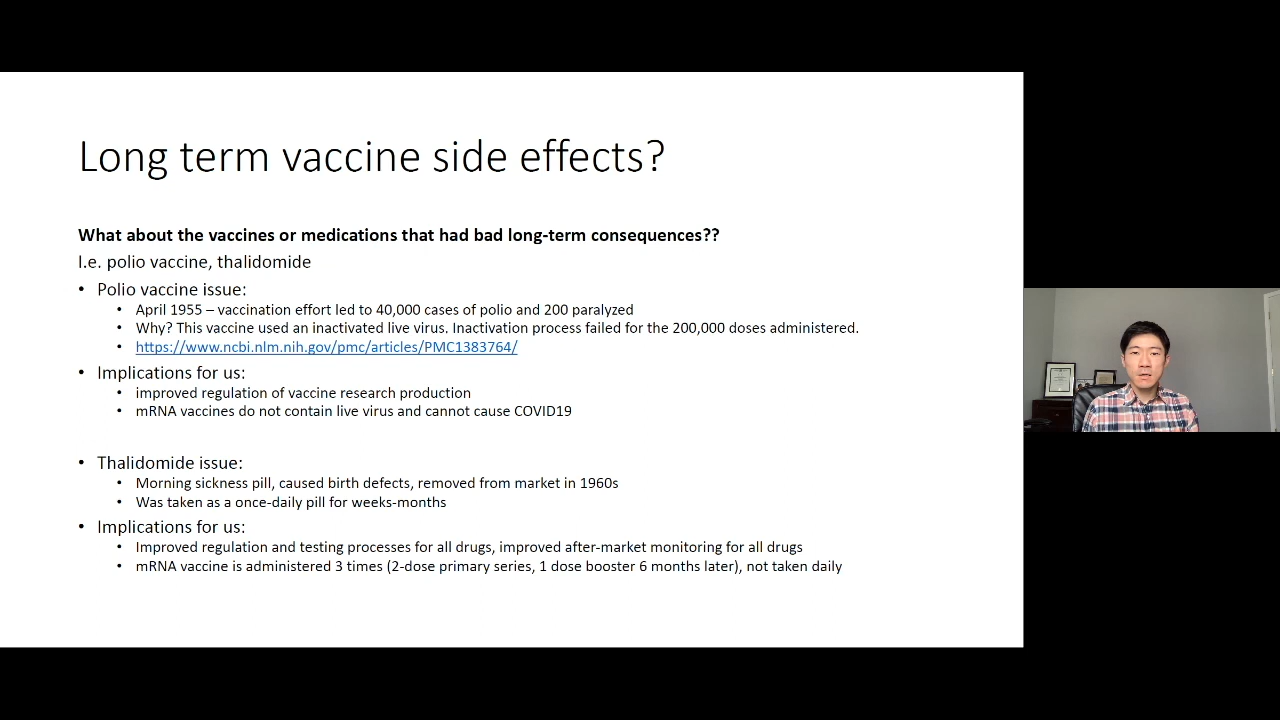 Long term vaccine side effects?
What about the vaccines or medications that had bad long-term consequences??
I.e. polio vaccine, thalidomide
• Polio vaccine issue:
• April 1955 – vaccination effort led to 40,000 cases of polio and 200 paralyzed
• Why? This vaccine used an inactivated live virus. Inactivation process failed for the 200,000 doses administered.
• https://www.ncbi.nlm.nih.gov/pmc/articles/PMC1383764/
• Implications for us:
• improved regulation of vaccine research production
• mRNA vaccines do not contain live virus and cannot cause COVID19
• Thalidomide issue:
• Morning sickness pill, caused birth defects, removed from market in 1960s
• Was taken as a once-daily pill for weeks-months
• Implications for us:
• Improved regulation and testing processes for all drugs, improved after-market monitoring for all drugs
• mRNA vaccine is administered 3 times (2-dose primary series, 1 dose booster 6 months later), not taken daily